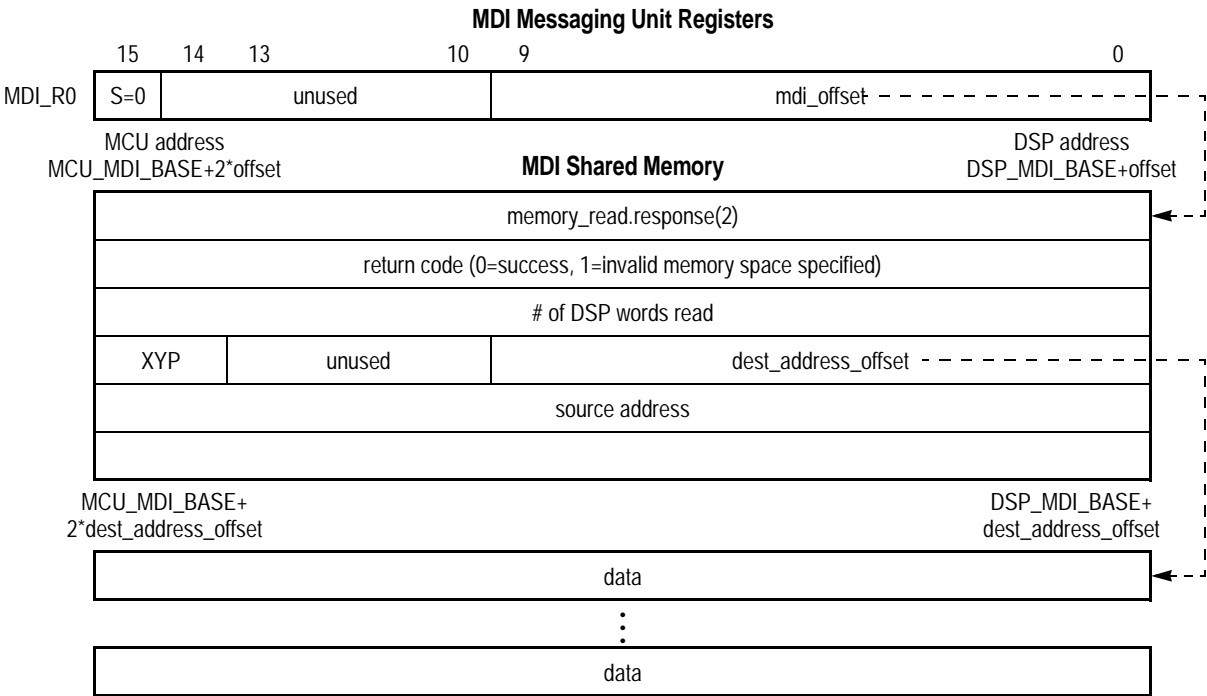 MDI Messaging Unit Registers
15 14 13 10 9 0
MDI_R0 S=0 unused mdi_offset
MCU address DSP address
MCU_MDI_BASE+2*offset MDI Shared Memory DSP_MDI_BASE+offset
memory_read.response(2)
return code (0=success, 1=invalid memory space specified)
# of DSP words read
XYP unused dest_address_offset
source address
MCU_MDI_BASE+ DSP_MDI_BASE+
2*dest_address_offset dest_address_offset
data
data